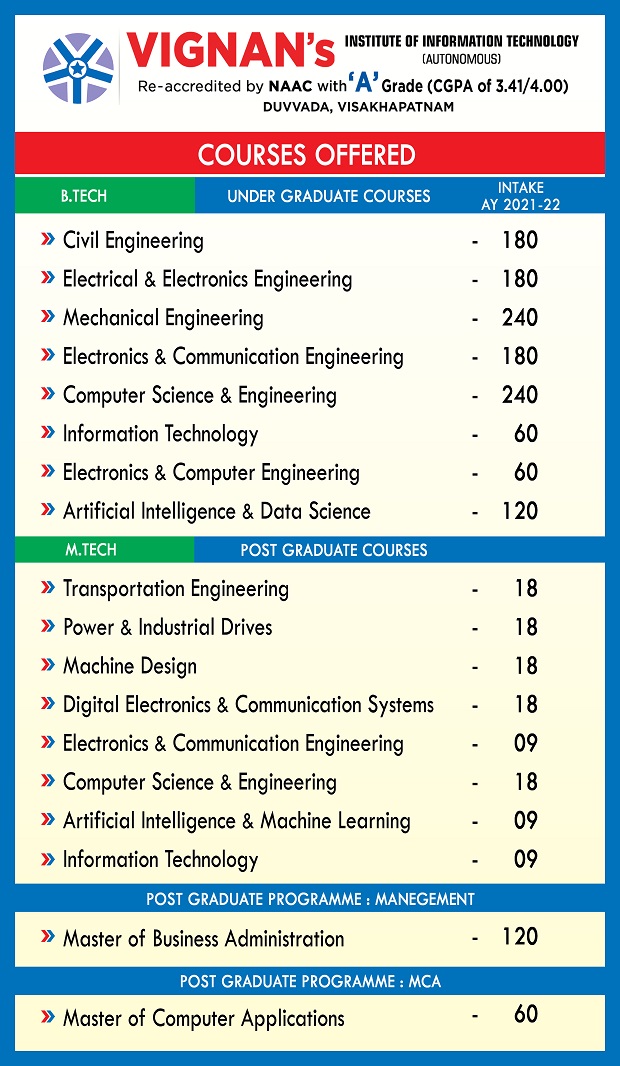 VIGNAN's INSTITUTE OF INFORMATION TECHNOLOGY
(AUTONOMOUS)
Re-accredited by NAAC with 'A' Grade (CGPA of 3.41/4.00)
DUVVADA, VISAKHAPATNAM
COURSES OFFERED
B.TECH UNDER GRADUATE COURSES INTAKE
AY 2021-22
Civil Engineering - 180
Electrical & Electronics Engineering - 180
Mechanical Engineering - 240
Electronics & Communication Engineering - 180
Computer Science & Engineering - 240
Information Technology - 60
Electronics & Computer Engineering - 60
Artificial Intelligence & Data Science - 120
M.TECH POST GRADUATE COURSES
Transportation Engineering - 18
Power & Industrial Drives - 18
Machine Design - 18
Digital Electronics & Communication Systems - 18
Electronics & Communication Engineering - 09
Computer Science & Engineering - 18
Artificial Intelligence & Machine Learning - 09
Information Technology - 09
POST GRADUATE PROGRAMME : MANEGEMENT
Master of Business Administration - 120
POST GRADUATE PROGRAMME : MCA
Master of Computer Applications - 60